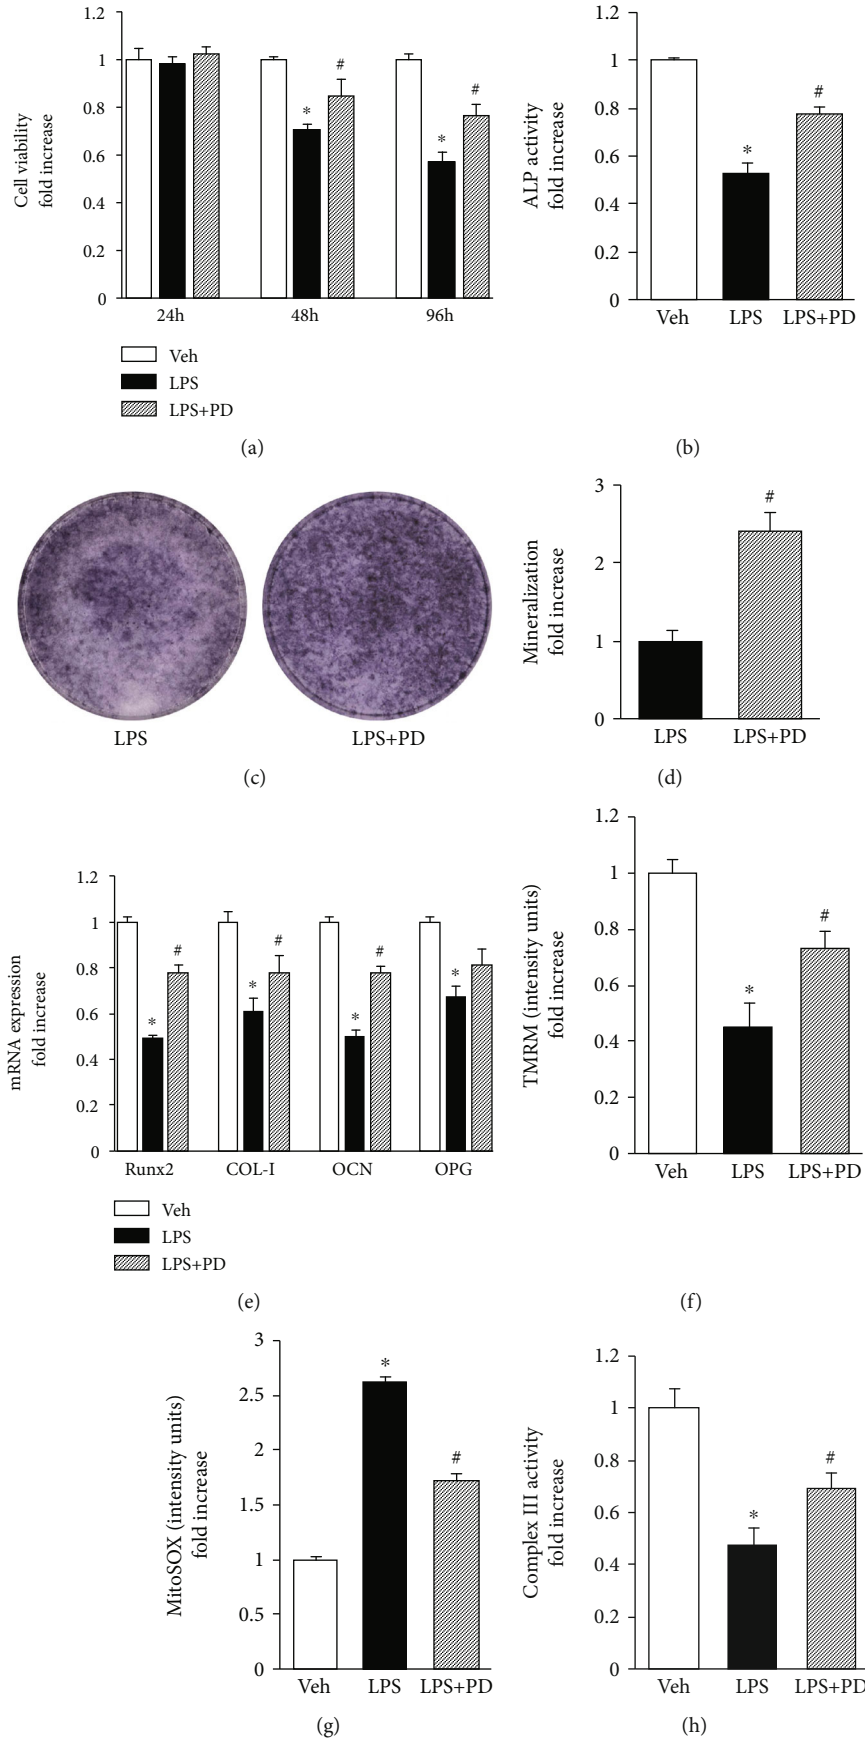 Cell viability
fold increase
1.2
1
0.8
0.6
0.4
0.2
0
*
#
*
#
24h
48h
96h
Veh
LPS
LPS+PD
(a)
ALP activity
fold increase
1.2
1
0.8
0.6
0.4
0.2
0
*
#
Veh
LPS
LPS+PD
(b)
LPS
LPS+PD
(c)
Mineralization
fold increase
3
2
1
0
#
LPS
LPS+PD
(d)
mRNA expression
fold increase
1.2
1
0.8
0.6
0.4
0.2
0
*
#
*
#
*
#
*
Runx2
COL-I
OCN
OPG
Veh
LPS
LPS+PD
(e)
TMRM (intensity units)
fold increase
1.2
1
0.8
0.6
0.4
0.2
0
*
#
Veh
LPS
LPS+PD
(f)
MitoSOX (intensity units)
fold increase
3
2.5
2
1.5
1
0.5
0
*
#
Veh
LPS
LPS+PD
(g)
Complex III activity
fold increase
1.2
1
0.8
0.6
0.4
0.2
0
*
#
Veh
LPS
LPS+PD
(h)